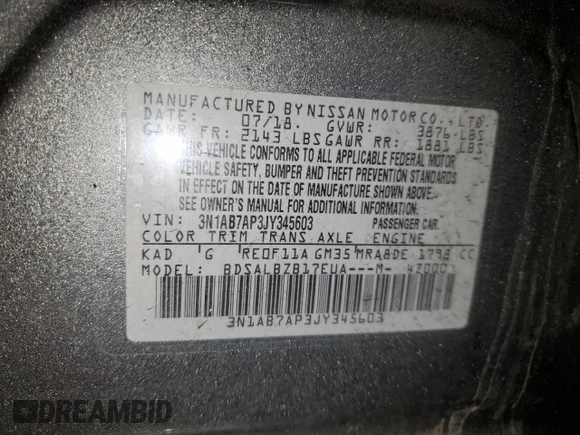 MANUFACTURED BY NISSAN MOTOR CO., LTD.
DATE: 07/18. GVWR: 3876 LBS
GAWR FR: 2143 LBS GAWR RR: 1881 LBS
THIS VEHICLE CONFORMS TO ALL APPLICABLE FEDERAL MOTOR
VEHICLE SAFETY, BUMPER AND THEFT PREVENTION STANDARDS
IN EFFECT ON THE DATE OF MANUFACTURE SHOWN ABOVE.
SEE OWNER'S MANUAL FOR ADDITIONAL INFORMATION.
VIN: 3N1AB7AP3JY345603 PASSENGER CAR
COLOR TRIM TRANS AXLE ENGINE
KAD G RE0F11A GM35 MRA8DE 1798 CC
MODEL: BDSALBZB17EUA---M- 4Z000
3N1AB7AP3JY345603
DREAMBID